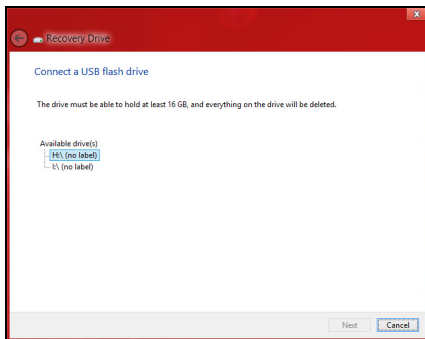 Recovery Drive
Connect a USB flash drive
The drive must be able to hold at least 16 GB, and everything on the drive will be deleted.
Available drive(s)
H:\ (no label)
I:\ (no label)
Next Cancel